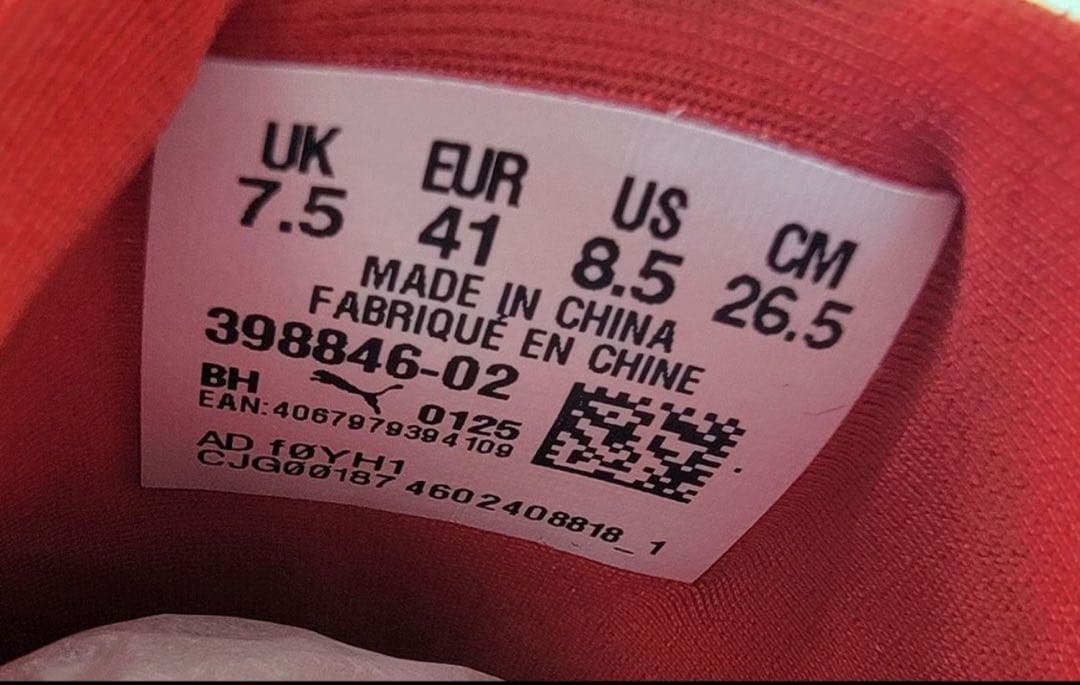 UK EUR US CM
7.5 41 8.5 26.5
MADE IN CHINA
FABRIQUÉ EN CHINE
398846-02
BH 0125
EAN:4067979394109
AD føYH1
CJGØØ187 4602408818_1